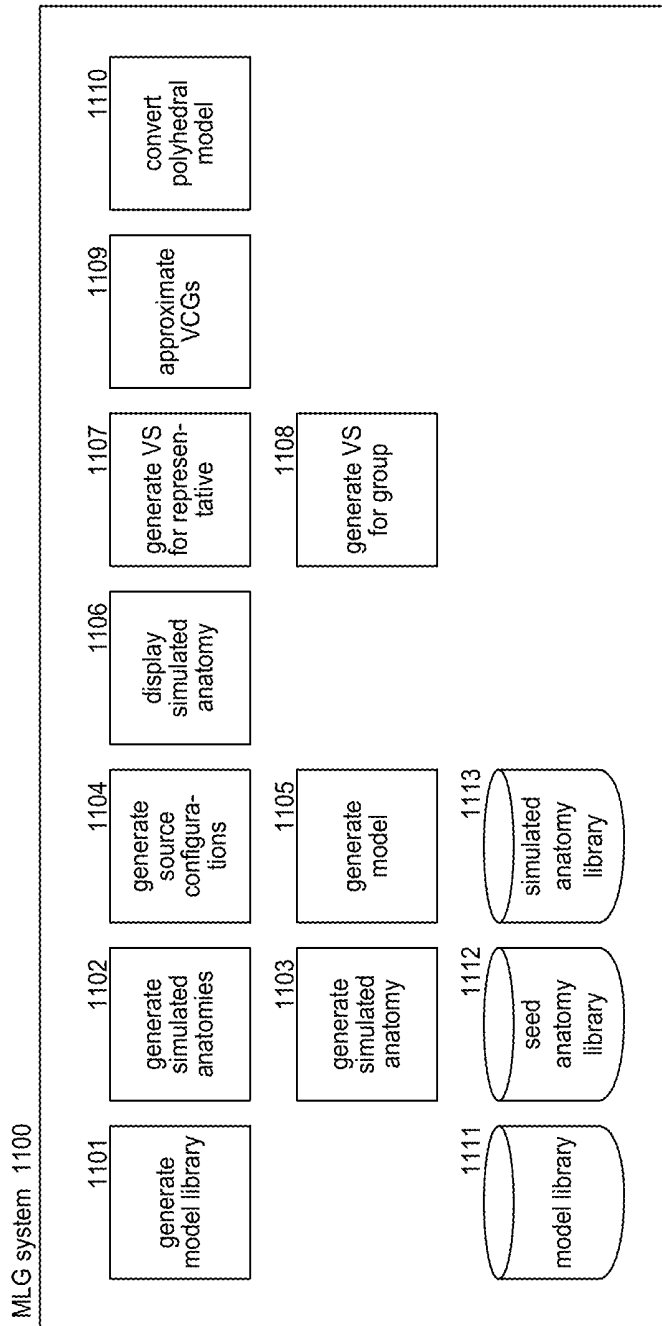 MLG system 1100
1101
generate
model library
1102
generate
simulated
anatomies
1104
generate
source
configura-
tions
1106
display
simulated
anatomy
1107
generate VS
for represen-
tative
1109
approximate
VCGs
1110
convert
polyhedral
model
1103
generate
simulated
anatomy
1105
generate
model
1108
generate VS
for group
1111
model library
1112
seed
anatomy
library
1113
simulated
anatomy
library